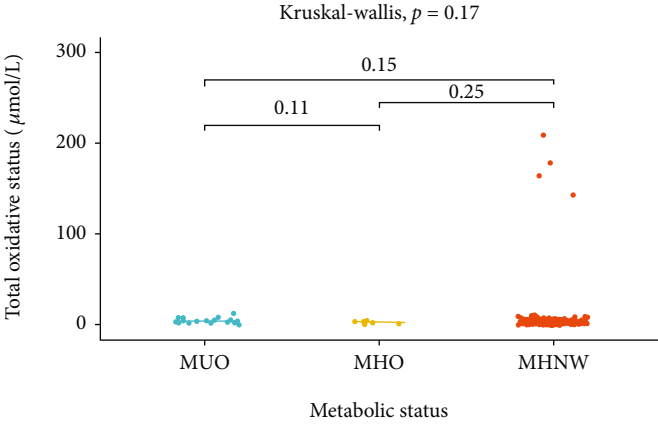 Kruskal-wallis, p = 0.17
300
200
100
0
Total oxidative status ( μmol/L)
0.15
0.25
0.11
MUO MHO MHNW
Metabolic status